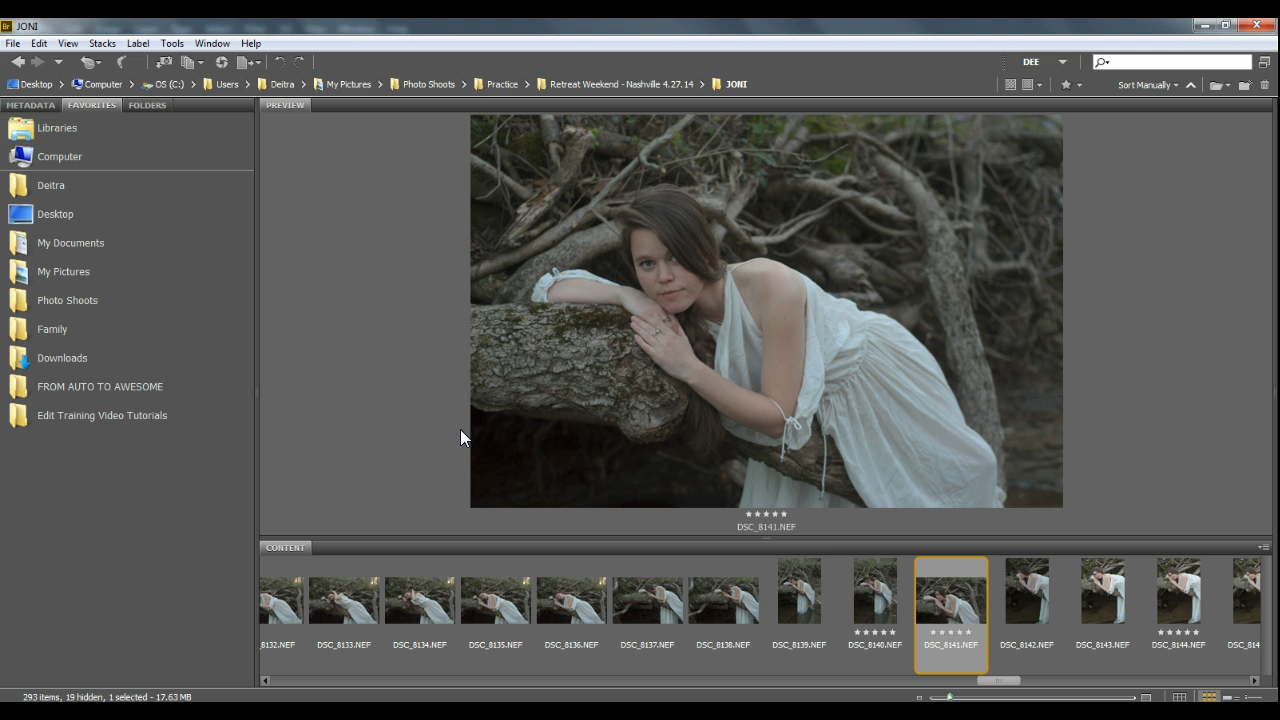 Br JONI
File Edit View Stacks Label Tools Window Help
DEE
Desktop Computer OS (C:) Users Deitra My Pictures Photo Shoots Practice Retreat Weekend - Nashville 4.27.14 JONI
Sort Manually
METADATA FAVORITES FOLDERS
PREVIEW
Libraries
Computer
Deitra
Desktop
My Documents
My Pictures
Photo Shoots
Family
Downloads
FROM AUTO TO AWESOME
Edit Training Video Tutorials
DSC_8141.NEF
CONTENT
_8132.NEF DSC_8133.NEF DSC_8134.NEF DSC_8135.NEF DSC_8136.NEF DSC_8137.NEF DSC_8138.NEF DSC_8139.NEF DSC_8140.NEF DSC_8141.NEF DSC_8142.NEF DSC_8143.NEF DSC_8144.NEF DSC_814
293 items, 19 hidden, 1 selected - 17.63 MB